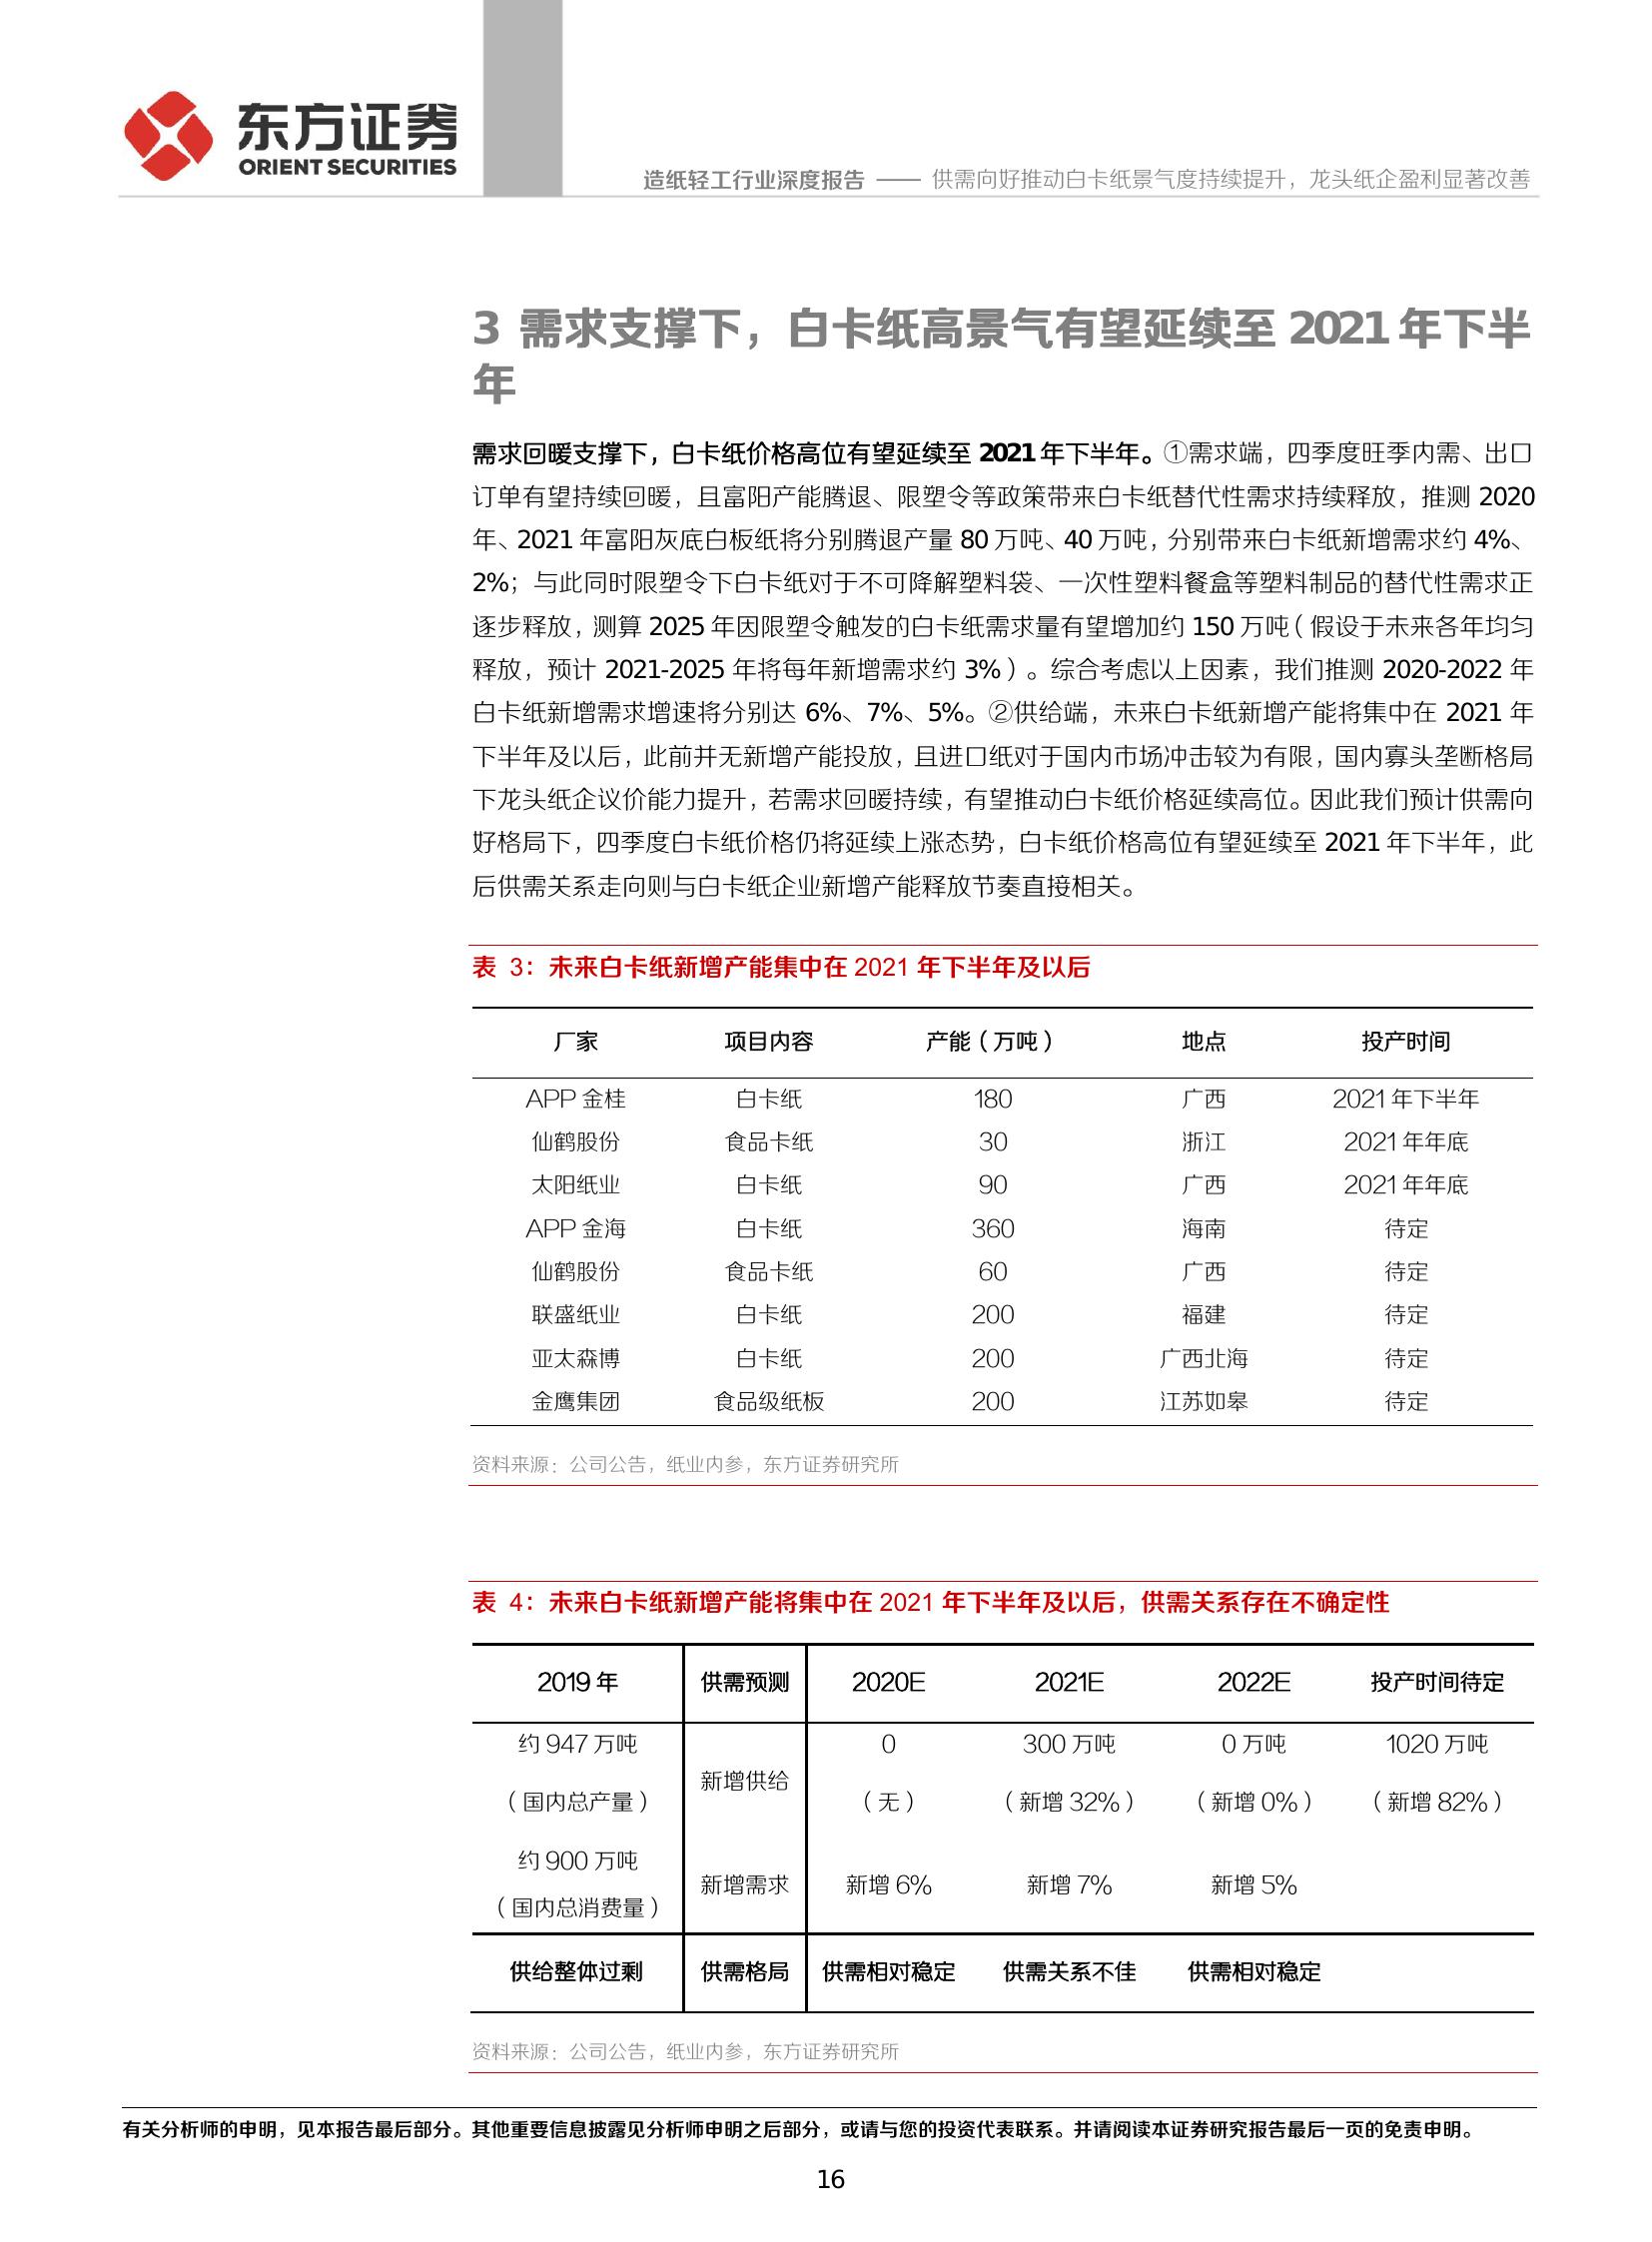 东方证券
ORIENT SECURITIES
造纸轻工行业深度报告 —— 供需向好推动白卡纸景气度持续提升，龙头纸企盈利显著改善
3 需求支撑下，白卡纸高景气有望延续至 2021 年下半
年
需求回暖支撑下，白卡纸价格高位有望延续至 2021 年下半年。①需求端，四季度旺季内需、出口
订单有望持续回暖，且富阳产能腾退、限塑令等政策带来白卡纸替代性需求持续释放，推测 2020
年、2021 年富阳灰底白板纸将分别腾退产量 80 万吨、40 万吨，分别带来白卡纸新增需求约 4%、
2%；与此同时限塑令下白卡纸对于不可降解塑料袋、一次性塑料餐盒等塑料制品的替代性需求正
逐步释放，测算 2025 年因限塑令触发的白卡纸需求量有望增加约 150 万吨（假设于未来各年均匀
释放，预计 2021-2025 年将每年新增需求约 3%）。综合考虑以上因素，我们推测 2020-2022 年
白卡纸新增需求增速将分别达 6%、7%、5%。②供给端，未来白卡纸新增产能将集中在 2021 年
下半年及以后，此前并无新增产能投放，且进口纸对于国内市场冲击较为有限，国内寡头垄断格局
下龙头纸企议价能力提升，若需求回暖持续，有望推动白卡纸价格延续高位。因此我们预计供需向
好格局下，四季度白卡纸价格仍将延续上涨态势，白卡纸价格高位有望延续至 2021 年下半年，此
后供需关系走向则与白卡纸企业新增产能释放节奏直接相关。
表 3：未来白卡纸新增产能集中在 2021 年下半年及以后
厂家 项目内容 产能（万吨） 地点 投产时间
APP 金桂 白卡纸 180 广西 2021 年下半年
仙鹤股份 食品卡纸 30 浙江 2021 年年底
太阳纸业 白卡纸 90 广西 2021 年年底
APP 金海 白卡纸 360 海南 待定
仙鹤股份 食品卡纸 60 广西 待定
联盛纸业 白卡纸 200 福建 待定
亚太森博 白卡纸 200 广西北海 待定
金鹰集团 食品级纸板 200 江苏如皋 待定
资料来源：公司公告，纸业内参，东方证券研究所
表 4：未来白卡纸新增产能将集中在 2021 年下半年及以后，供需关系存在不确定性
2019 年 供需预测 2020E 2021E 2022E 投产时间待定
约 947 万吨 0 300 万吨 0 万吨 1020 万吨
新增供给
（国内总产量） （无） （新增 32%） （新增 0%） （新增 82%）
约 900 万吨
新增需求 新增 6% 新增 7% 新增 5%
（国内总消费量）
供给整体过剩 供需格局 供需相对稳定 供需关系不佳 供需相对稳定
资料来源：公司公告，纸业内参，东方证券研究所
有关分析师的申明，见本报告最后部分。其他重要信息披露见分析师申明之后部分，或请与您的投资代表联系。并请阅读本证券研究报告最后一页的免责申明。
16